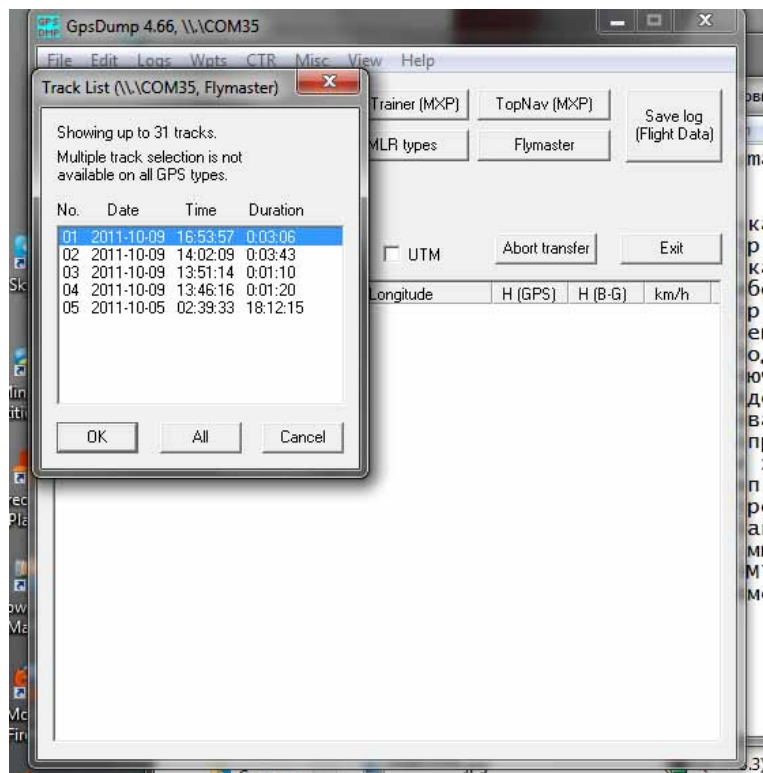 GPS DMP GpsDump 4.66, \\.\COM35
File Edit Logs Wpts CTR Misc View Help
Track List (\\.\COM35, Flymaster)
Showing up to 31 tracks.
Multiple track selection is not
available on all GPS types.
No. Date Time Duration
01 2011-10-09 16:53:57 0:03:06
02 2011-10-09 14:02:09 0:03:43
03 2011-10-09 13:51:14 0:01:10
04 2011-10-09 13:46:16 0:01:20
05 2011-10-05 02:39:33 18:12:15
OK All Cancel
Trainer (MXP) TopNav (MXP) Save log
(Flight Data)
MLR types Flymaster
UTM Abort transfer Exit
Longitude H (GPS) H (B-G) km/h